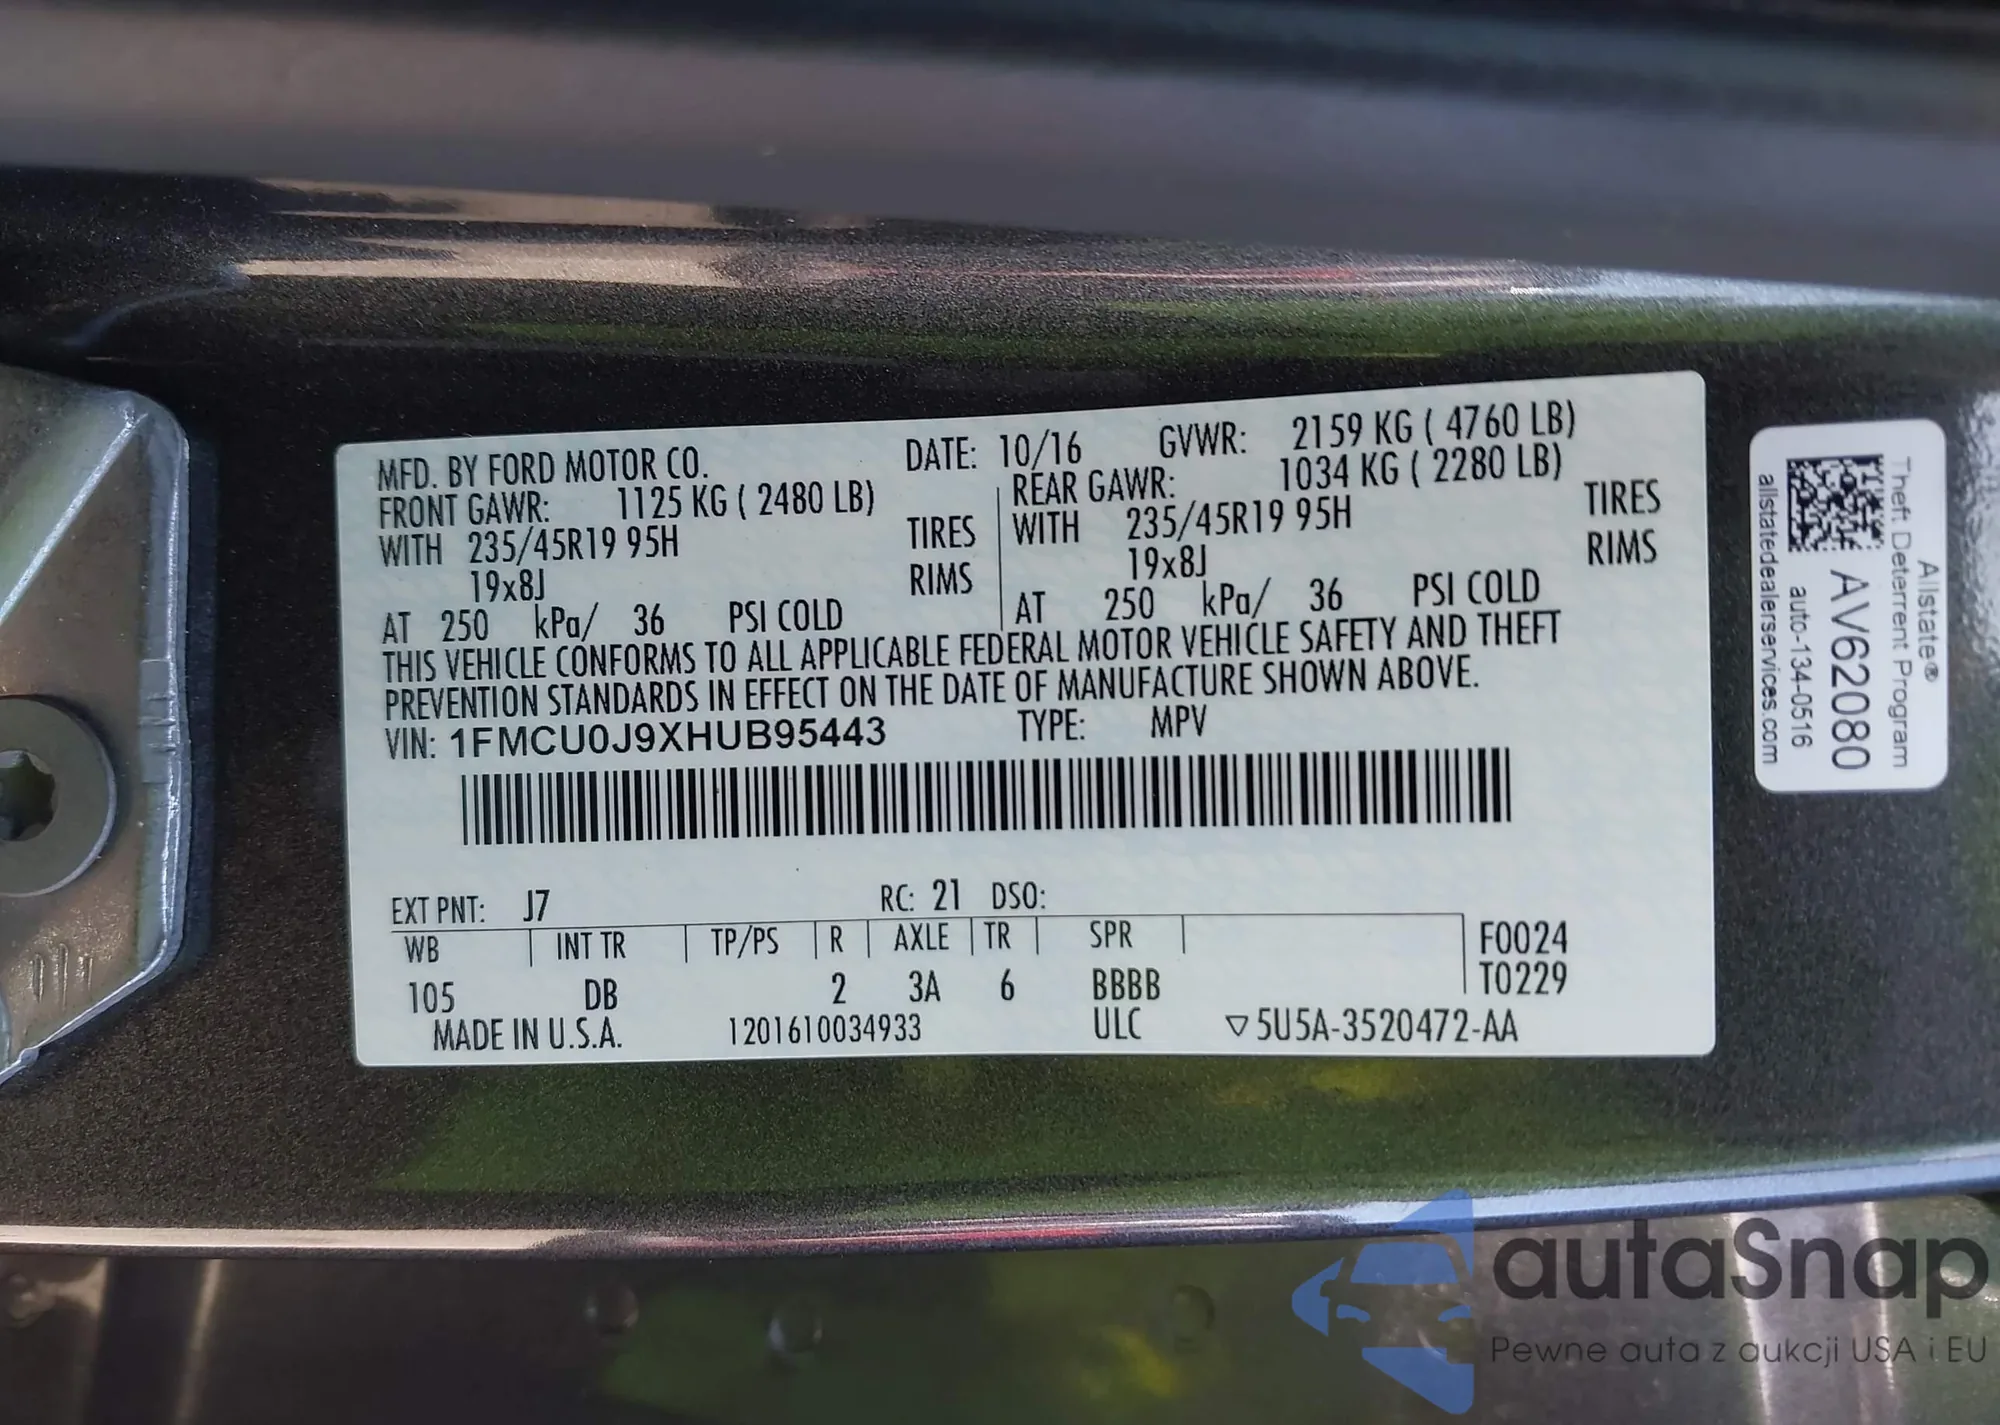 MFD. BY FORD MOTOR CO. DATE: 10/16 GVWR: 2159 KG ( 4760 LB)
FRONT GAWR: 1125 KG ( 2480 LB) REAR GAWR: 1034 KG ( 2280 LB)
WITH 235/45R19 95H TIRES WITH 235/45R19 95H TIRES
19x8J RIMS 19x8J RIMS
AT 250 kPa/ 36 PSI COLD AT 250 kPa/ 36 PSI COLD
THIS VEHICLE CONFORMS TO ALL APPLICABLE FEDERAL MOTOR VEHICLE SAFETY AND THEFT
PREVENTION STANDARDS IN EFFECT ON THE DATE OF MANUFACTURE SHOWN ABOVE.
VIN: 1FMCU0J9XHUB95443 TYPE: MPV
EXT PNT: J7 RC: 21 DSO:
WB INT TR TP/PS R AXLE TR SPR F0024
105 DB 2 3A 6 BBBB T0229
MADE IN U.S.A. 1201610034933 ULC ▽5U5A-3520472-AA
Allstate®
Theft Deterrent Program
AV62080
auto-134-0516
allstatedealerservices.com
autaSnap
Pewne auta z aukcji USA i EU